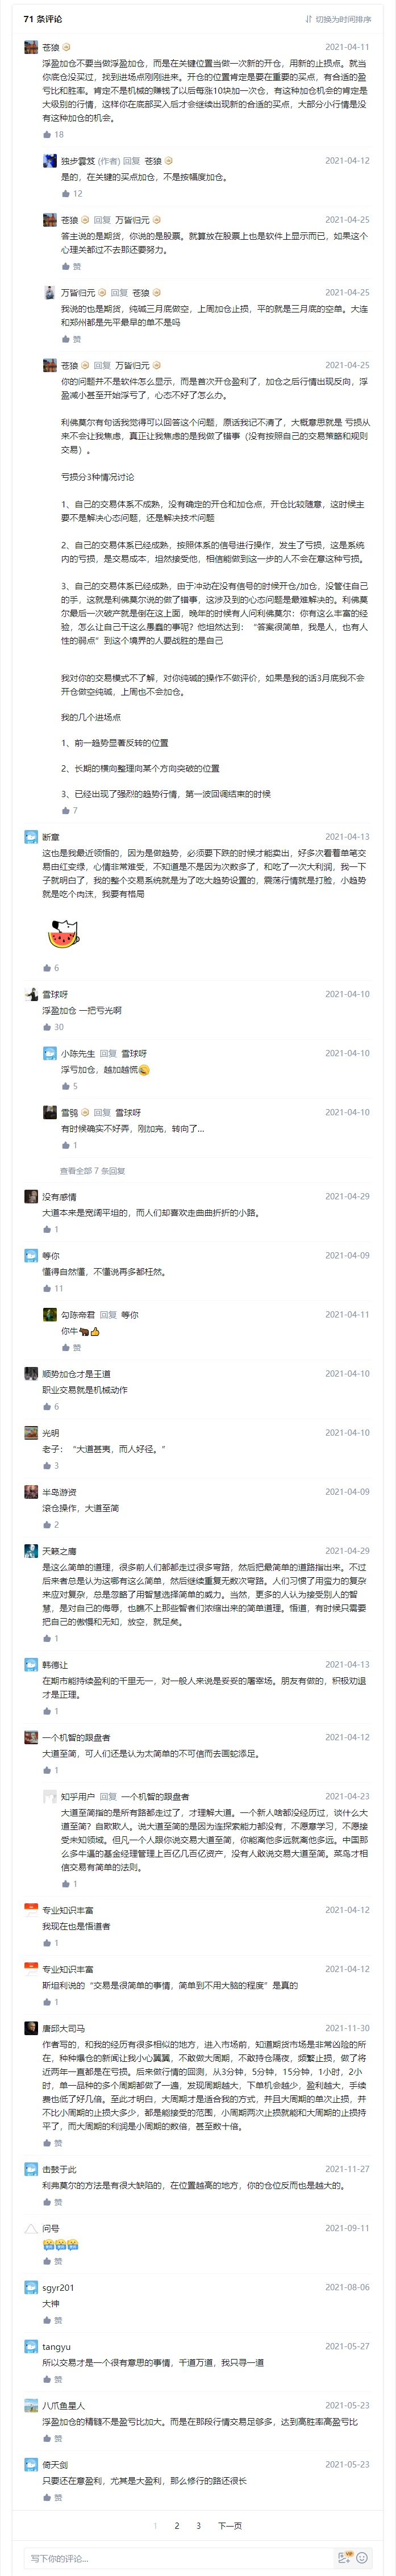 71 条评论
切换为时间排序
苍狼
2021-04-11
浮盈加仓不要当做浮盈加仓，而是在关键位置当做一次新的开仓，用新的止损点。就当
你底仓没买过，找到进场点刚刚进来。开仓的位置肯定是要在重要的买点，有合适的盈
亏比和胜率。肯定不是机械的赚钱了以后每涨10块加一次仓，有这种加仓机会的肯定是
大级别的行情，这样你在底部买入后才会继续出现新的合适的买点，大部分小行情是没
有这种加仓的机会。
18
独步雲笈 (作者) 回复 苍狼
2021-04-12
是的，在关键的买点加仓，不是按幅度加仓。
12
苍狼 回复 万皆归元
2021-04-25
答主说的是期货，你说的是股票。就算放在股票上也是软件上显示而已，如果这个
心理关都过不去那还要努力。
赞
万皆归元 回复 苍狼
2021-04-25
我说的也是期货，纯碱三月底做空，上周加仓止损，平的就是三月底的空单。大连
和郑州都是先平最早的单不是吗
赞
苍狼 回复 万皆归元
2021-04-25
你的问题并不是软件怎么显示，而是首次开仓盈利了，加仓之后行情出现反向，浮
盈减小甚至开始浮亏了，心态不好了怎么办。
利佛莫尔有句话我觉得可以回答这个问题，原话我记不清了，大概意思就是 亏损从
来不会让我焦虑，真正让我焦虑的是我做了错事（没有按照自己的交易策略和规则
交易）。
亏损分3种情况讨论
1、自己的交易体系不成熟，没有确定的开仓和加仓点，开仓比较随意，这时候主
要不是解决心态问题，还是解决技术问题
2、自己的交易体系已经成熟，按照体系的信号进行操作，发生了亏损，这是系统
内的亏损，是交易成本，坦然接受他，相信能做到这一步的人不会在意这种亏损。
3、自己的交易体系已经成熟，由于冲动在没有信号的时候开仓/加仓，没管住自己
的手，这就是利佛莫尔说的做了错事，这涉及到的心态问题是最难解决的。利佛莫
尔最后一次破产就是倒在这上面，晚年的时候有人问利佛莫尔：你有这么丰富的经
验，怎么让自己干这么愚蠢的事呢？他坦然达到：“答案很简单，我是人，也有人
性的弱点”到这个境界的人要战胜的是自己
我对你的交易模式不了解，对你纯碱的操作不做评价，如果是我的话3月底我不会
开仓做空纯碱，上周也不会加仓。
我的几个进场点
1、前一趋势显著反转的位置
2、长期的横向整理向某个方向突破的位置
3、已经出现了强烈的趋势行情，第一波回调结束的时候
7
断章
2021-04-13
这也是我最近领悟的，因为是做趋势，必须要下跌的时候才能卖出，好多次看着单笔交
易由红变绿，心情非常难受，不知道是不是因为次数多了，和吃了一次大利润，我一下
子就明白了，我的整个交易系统就是为了吃大趋势设置的，震荡行情就是打脸，小趋势
就是吃个肉沫，我要有格局
6
雪球呀
2021-04-10
浮盈加仓 一把亏光啊
30
小陈先生 回复 雪球呀
2021-04-10
浮亏加仓，越加越慌
5
雪鸮 回复 雪球呀
2021-04-10
有时候确实不好弄，刚加完，转向了...
1
查看全部 7 条回复
没有感情
2021-04-29
大道本来是宽阔平坦的，而人们却喜欢走曲曲折折的小路。
1
等你
2021-04-09
懂得自然懂，不懂说再多都枉然。
11
勾陈帝君 回复 等你
2021-04-11
你牛
赞
顺势加仓才是王道
2021-04-10
职业交易就是机械动作
6
光明
2021-04-10
老子：“大道甚夷，而人好径。”
3
半岛游资
2021-04-09
滚仓操作，大道至简
2
天籁之鹰
2021-04-29
是这么简单的道理，很多前人们都都走过很多弯路，然后把最简单的道路指出来。不过
后来者总是认为这哪有这么简单，然后继续重复无数次弯路。人们习惯了用蛮力的复杂
来应对复杂，总是忽略了用智慧选择简单的威力。当然，更多的人认为接受别人的智
慧，是对自己的侮辱，也瞧不上那些智者们浓缩出来的简单道理。悟道，有时候只需要
把自己的傲慢和无知，放空，就足矣。
1
韩德让
2021-04-13
在期市能持续盈利的千里无一，对一般人来说是妥妥的屠宰场。朋友有做的，积极劝退
才是正理。
1
一个机智的眼盘者
2021-04-12
大道至简，可人们还是认为太简单的不可信而去画蛇添足。
1
知乎用户 回复 一个机智的眼盘者
2021-04-23
大道至简指的是所有路都走过了，才理解大道。一个新人啥都没经历过，谈什么大
道至简？自欺欺人。说大道至简的是因为连探索能力都没有，不愿意学习，不愿接
受未知领域。但凡一个人跟你说交易大道至简，你能离他多远就离他多远。中国那
么多牛逼的基金经理管理上百亿几百亿资产，没有人敢说交易大道至简。菜鸟才相
信交易有简单的法则。
1
专业知识丰富
2021-04-12
我现在也是悟道者
1
专业知识丰富
2021-04-12
斯坦利说的“交易是很简单的事情，简单到不用大脑的程度”是真的
1
唐邱大司马
2021-11-30
作者写的，和我的经历有很多相似的地方，进入市场前，知道期货市场是非常凶险的所
在，种种爆仓的新闻让我小心翼翼，不敢做大周期，不敢持仓隔夜，频繁止损，做了将
近两年一直都是在亏损。后来做行情的回测，从3分钟，5分钟，15分钟，1小时，2小
时，单一品种的多个周期都做了一遍，发现周期越大，下单机会越少，盈利越大，手续
费也低了好几倍。至此才明白，大周期才是适合我的方式，并且大周期的单次止损，并
不比小周期的止损大多少，都是能接受的范围，小周期两次止损就能和大周期的止损持
平了，而大周期的利润是小周期的数倍，甚至数十倍。
赞
击鼓于此
2021-11-27
利弗莫尔的方法是有很大缺陷的，在位置越高的地方，你的仓位反而也是越大的。
赞
问号
2021-09-11
赞
sgyr201
2021-08-06
大神
赞
tangyu
2021-05-27
所以交易才是一个很有意思的事情，千道万道，我只寻一道
赞
八爪鱼星人
2021-05-23
浮盈加仓的精髓不是盈亏比加大。而是在那段行情交易足够多，达到高胜率高盈亏比
赞
倚天剑
2021-05-23
只要还在意盈利，尤其是大盈利，那么修行的路还很长
赞
1 2 3 下一页
写下你的评论...